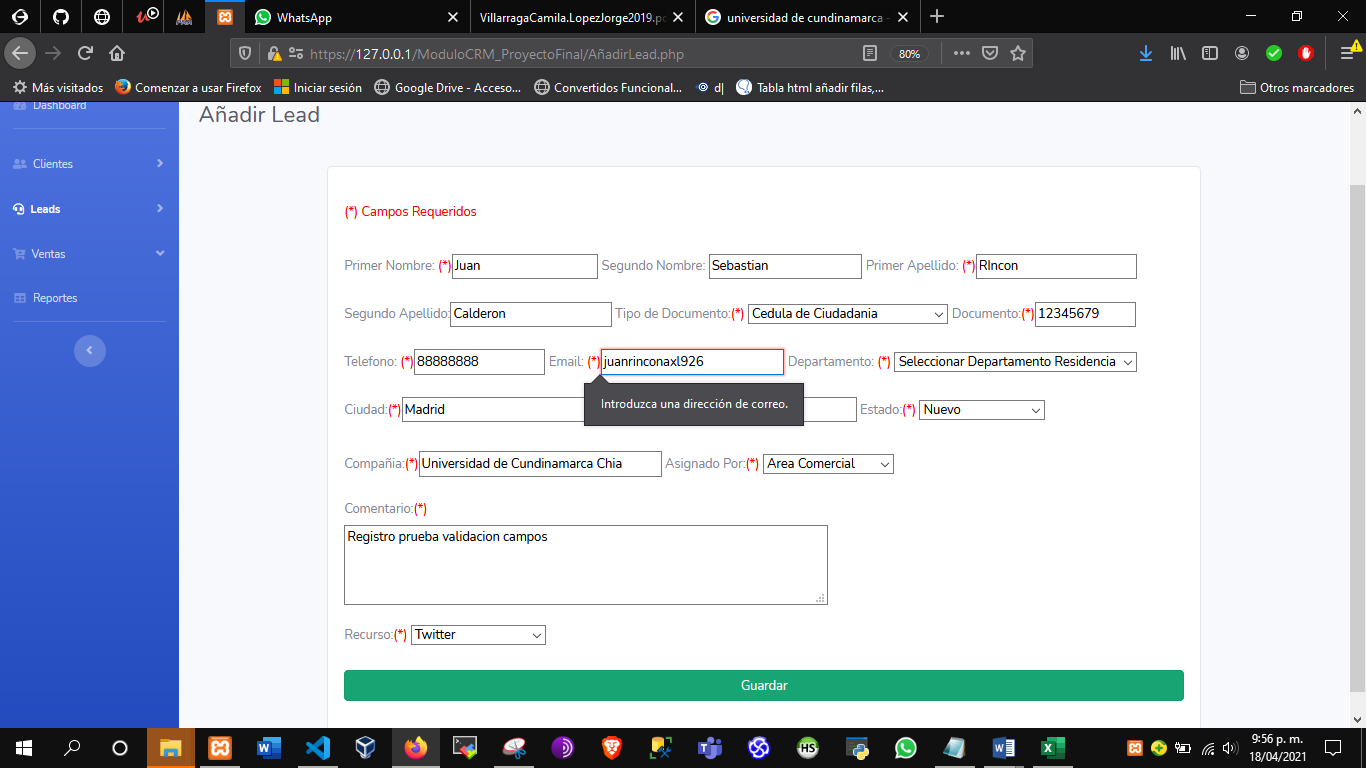 WhatsApp VillarragaCamila.LopezJorge2019.p universidad de cundinamarca -
https://127.0.0.1/ModuloCRM_ProyectoFinal/AñadirLead.php 80%
Más visitados Comenzar a usar Firefox Iniciar sesión Google Drive - Acceso... Convertidos Funcional... d| Tabla html añadir filas,... Otros marcadores
Dashboard
Añadir Lead
Clientes
Leads
Ventas
Reportes
(*) Campos Requeridos
Primer Nombre: (*) Juan Segundo Nombre: Sebastian Primer Apellido: (*) RIncon
Segundo Apellido: Calderon Tipo de Documento:(*) Cedula de Ciudadania Documento:(*) 12345679
Telefono: (*) 88888888 Email: (*) juanrinconaxl926 Departamento: (*) Seleccionar Departamento Residencia
Introduzca una dirección de correo.
Ciudad:(*) Madrid Estado:(*) Nuevo
Compañia:(*) Universidad de Cundinamarca Chia Asignado Por:(*) Area Comercial
Comentario:(*)
Registro prueba validacion campos
Recurso:(*) Twitter
Guardar
9:56 p. m.
18/04/2021